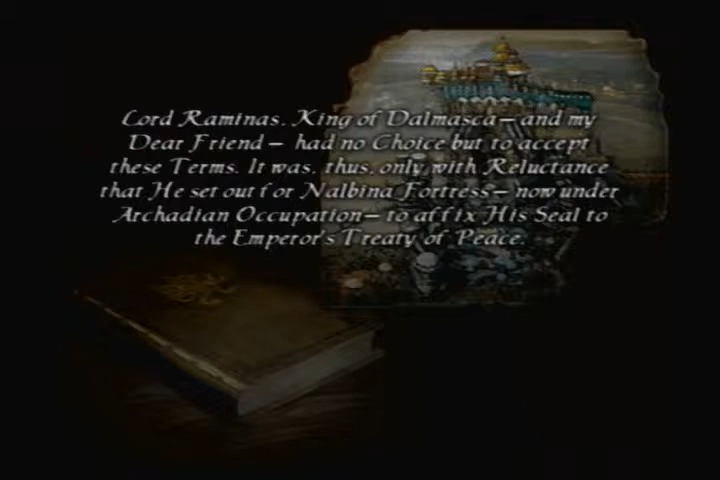 Lord Raminas, King of Dalmasca— and my
Dear Friend— had no Choice but to accept
these Terms. It was, thus, only with Reluctance
that He set out for Nalbina Fortress— now under
Archadian Occupation— to affix His Seal to
the Emperor's Treaty of Peace.